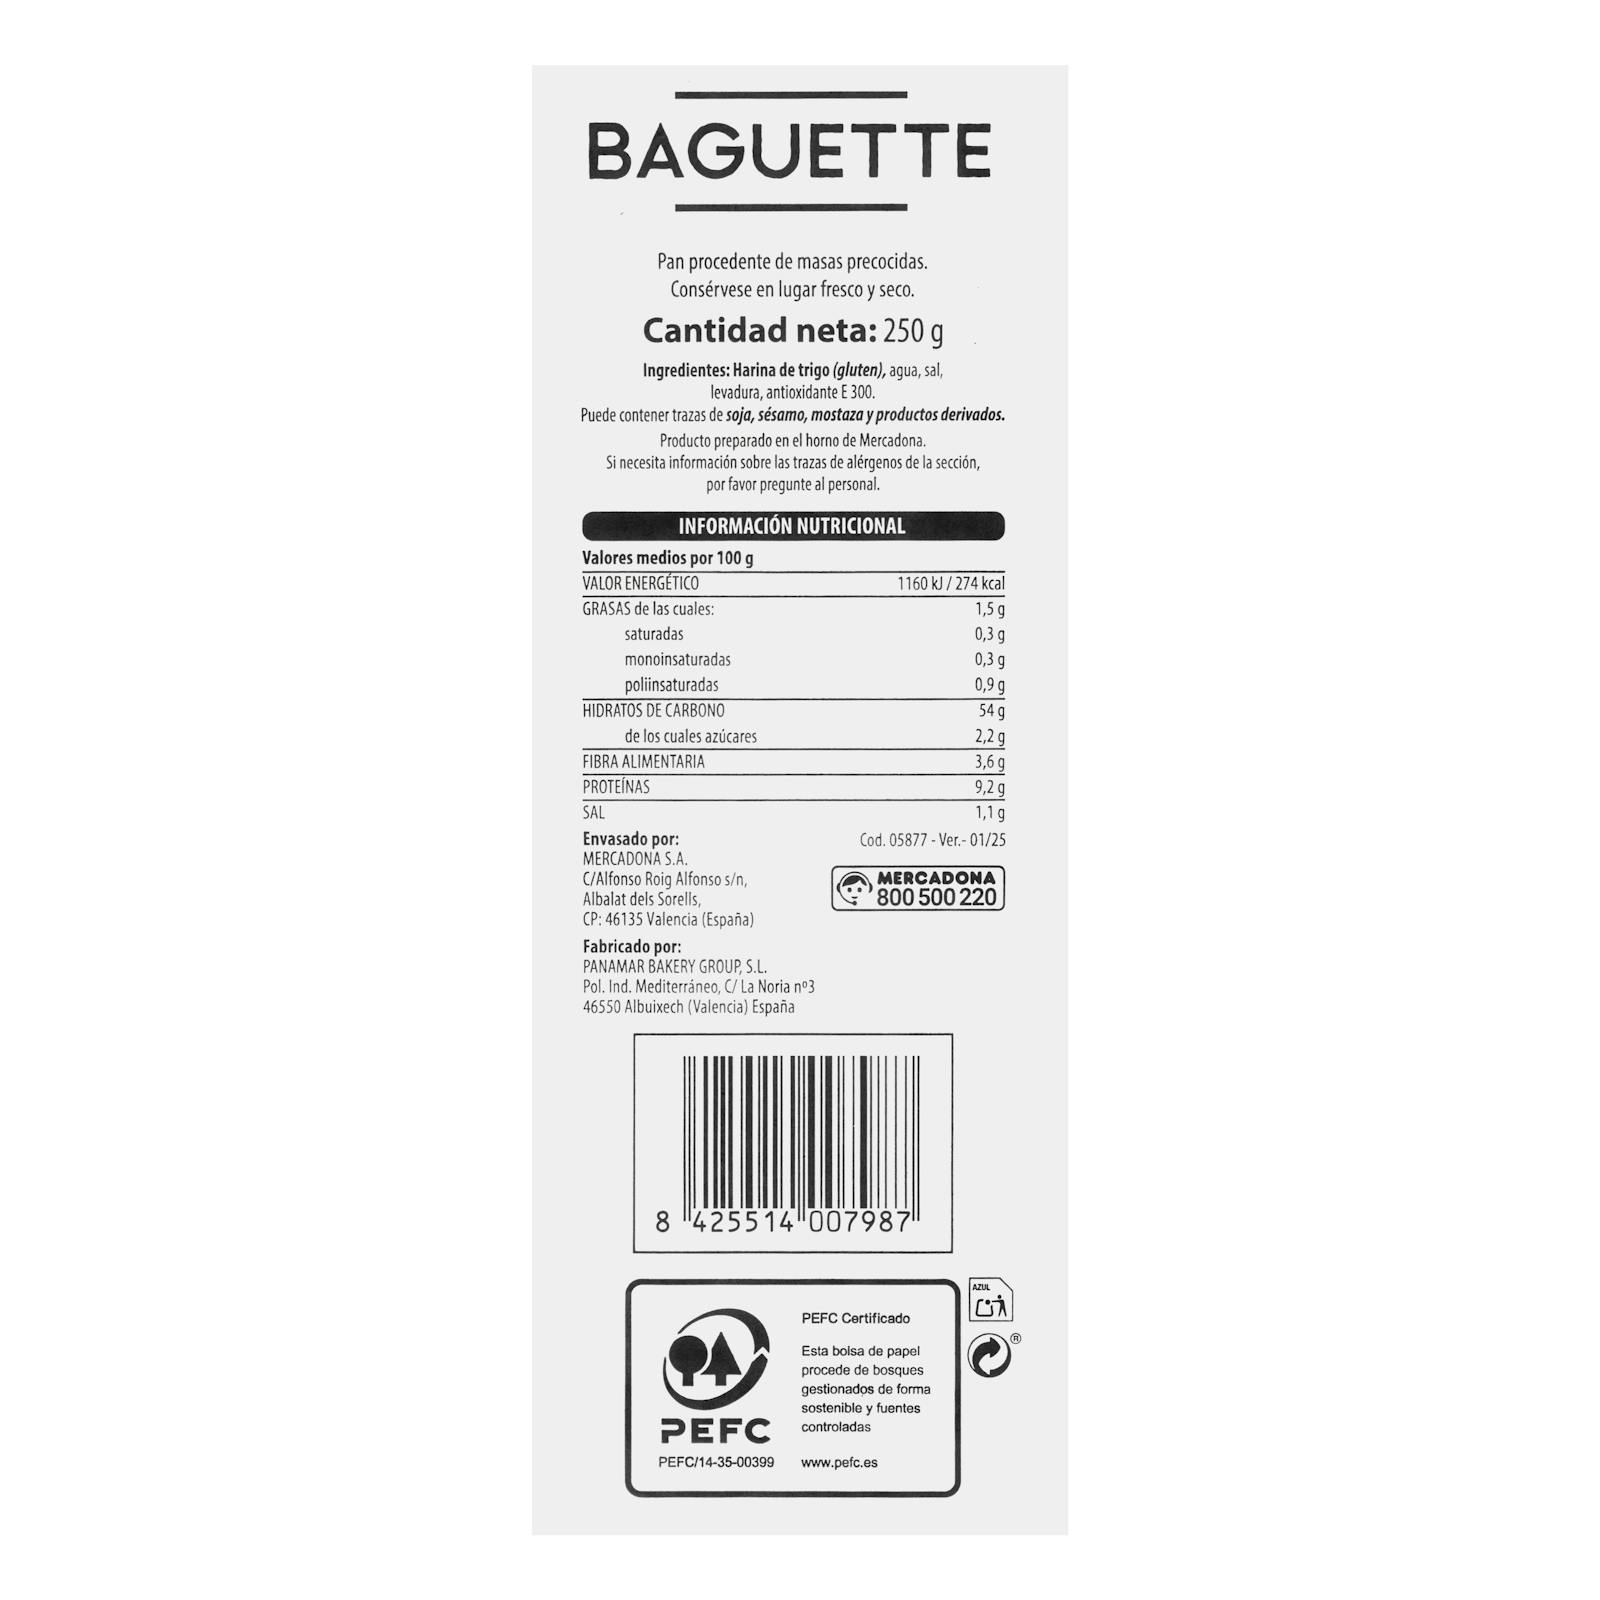 BAGUETTE
Pan procedente de masas precocidas.
Consérvese en lugar fresco y seco.
Cantidad neta: 250 g
Ingredientes: Harina de trigo (gluten), agua, sal,
levadura, antioxidante E 300.
Puede contener trazas de soja, sésamo, mostaza y productos derivados.
Producto preparado en el horno de Mercadona.
Si necesita información sobre las trazas de alérgenos de la sección,
por favor pregunte al personal.
INFORMACIÓN NUTRICIONAL
Valores medios por 100 g
VALOR ENERGÉTICO 1160 kJ / 274 kcal
GRASAS de las cuales: 1,5 g
saturadas 0,3 g
monoinsaturadas 0,3 g
poliinsaturadas 0,9 g
HIDRATOS DE CARBONO 54 g
de los cuales azúcares 2,2 g
FIBRA ALIMENTARIA 3,6 g
PROTEÍNAS 9,2 g
SAL 1,1 g
Envasado por:
MERCADONA S.A.
C/Alfonso Roig Alfonso s/n,
Albalat dels Sorells,
CP: 46135 Valencia (España)
Cod. 05877 - Ver.- 01/25
MERCADONA
800 500 220
Fabricado por:
PANAMAR BAKERY GROUP, S.L.
Pol. Ind. Mediterráneo, C/ La Noria nº3
46550 Albuixech (Valencia) España
8 425514 007987
PEFC
PEFC/14-35-00399
PEFC Certificado
Esta bolsa de papel
procede de bosques
gestionados de forma
sostenible y fuentes
controladas
www.pefc.es
AZUL
®